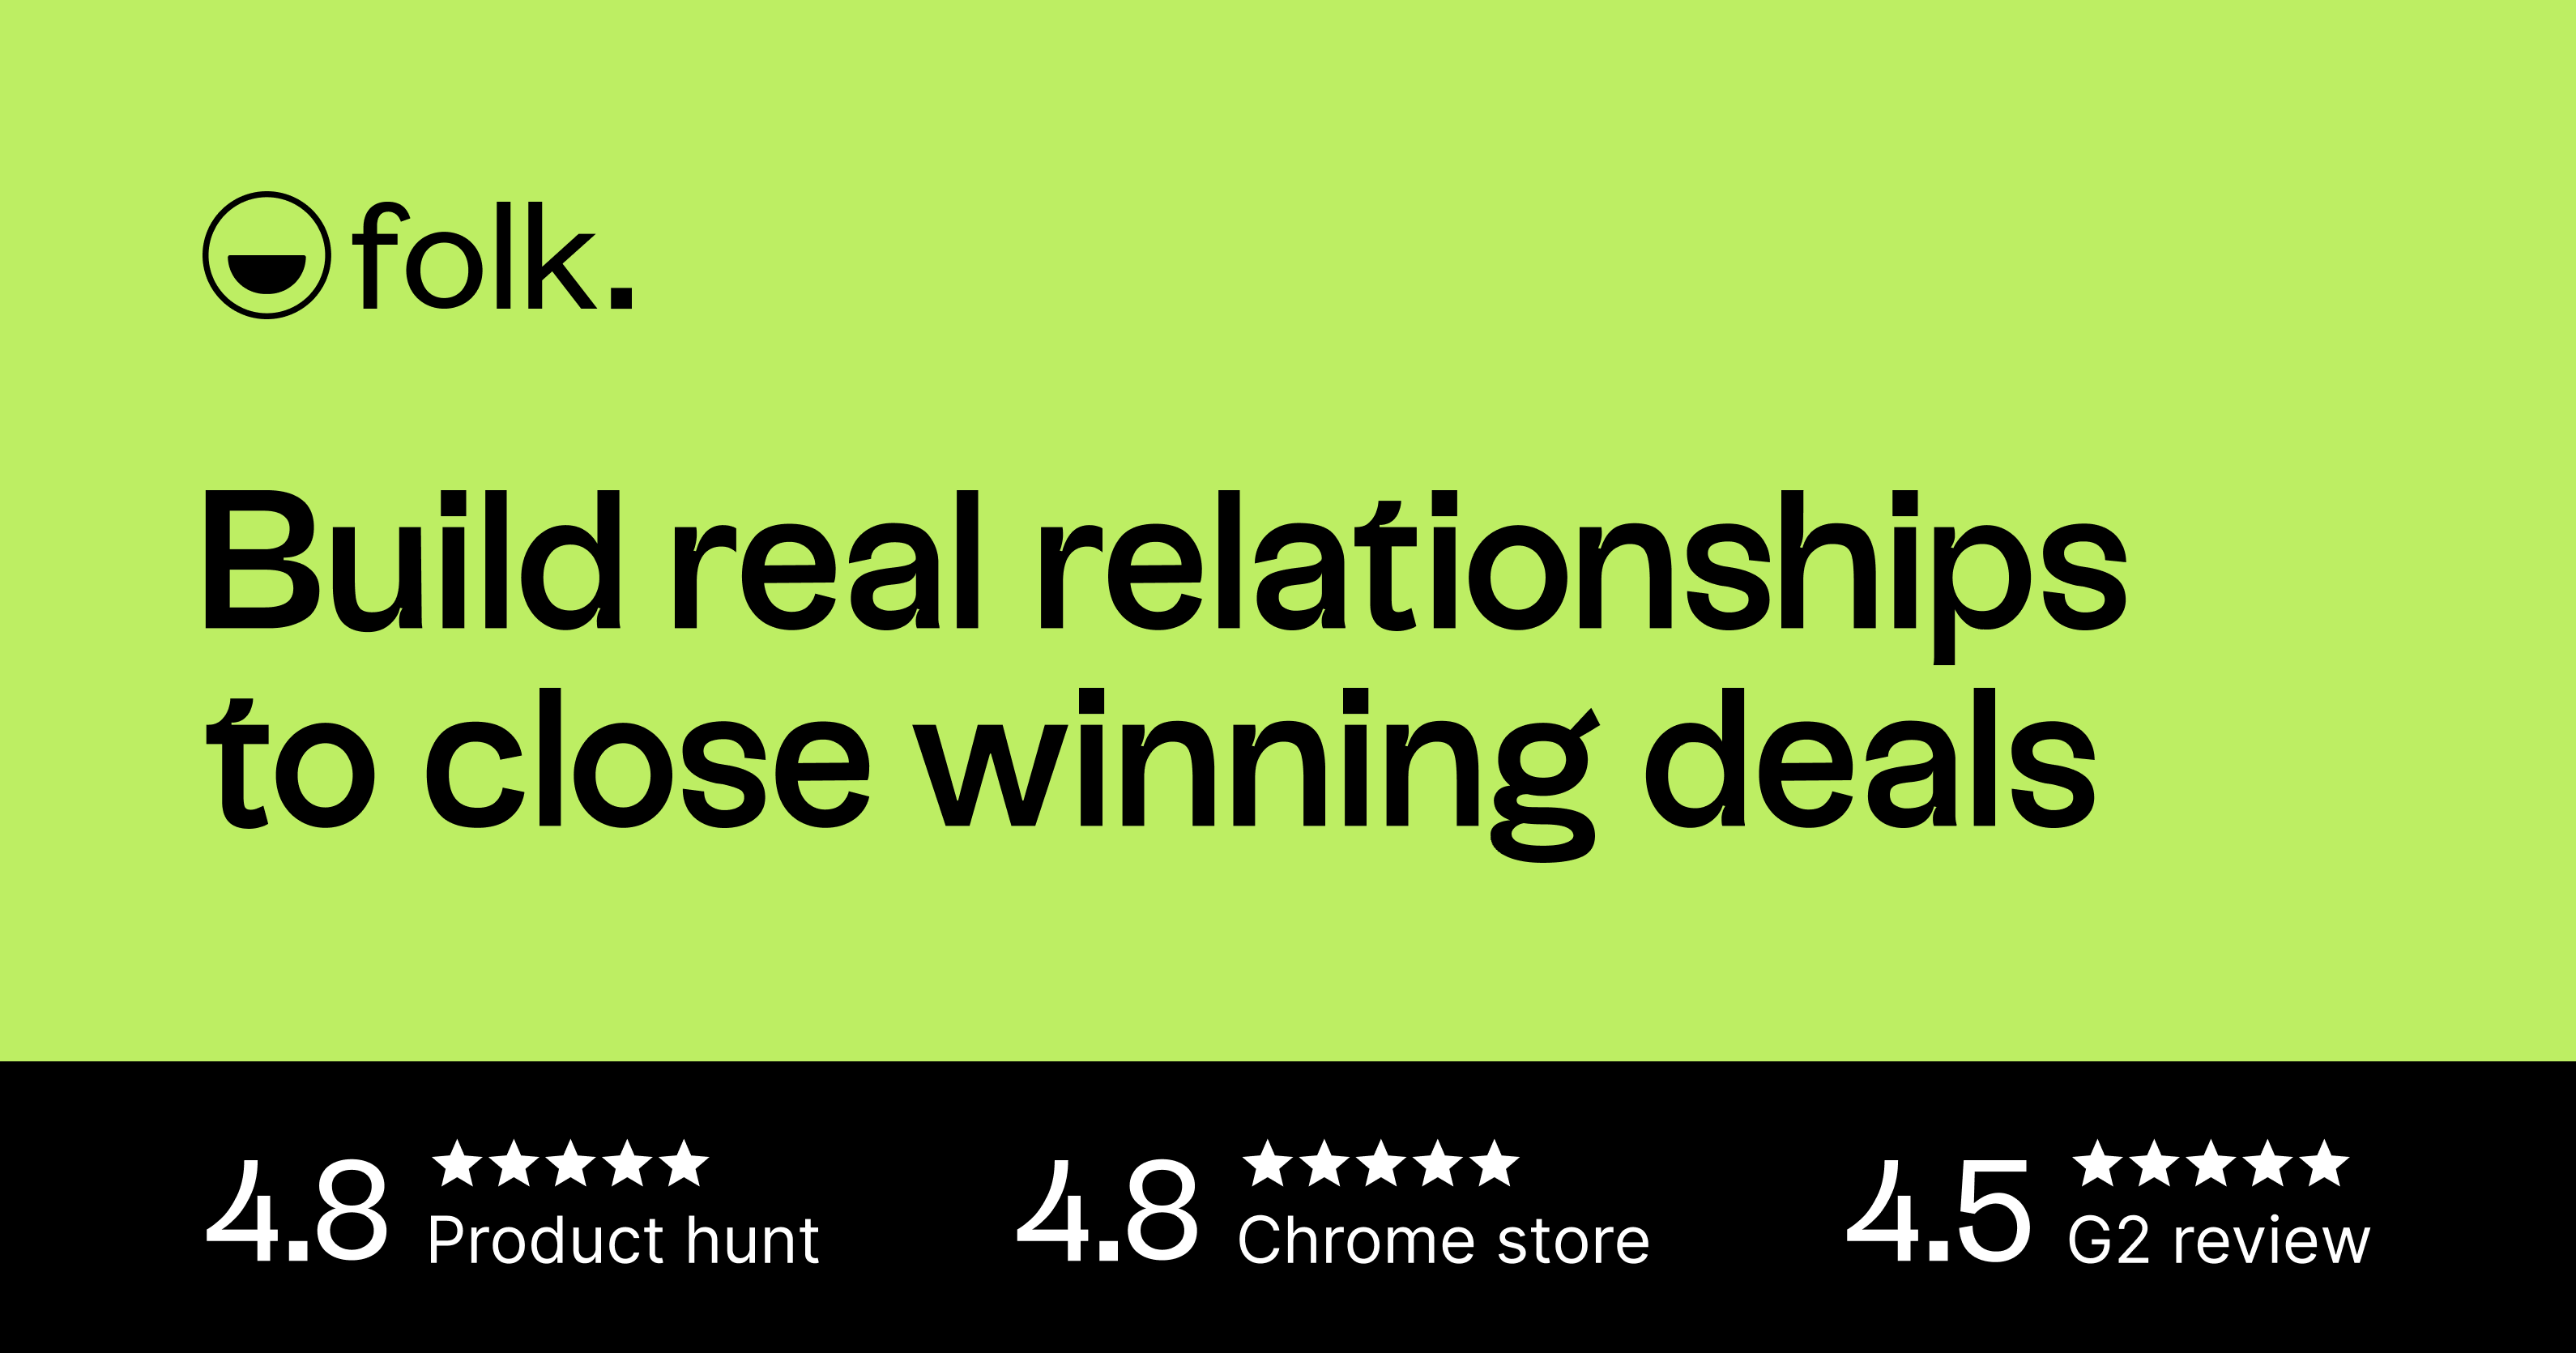 folk.
Build real relationships
to close winning deals
4.8 Product hunt
4.8 Chrome store
4.5 G2 review